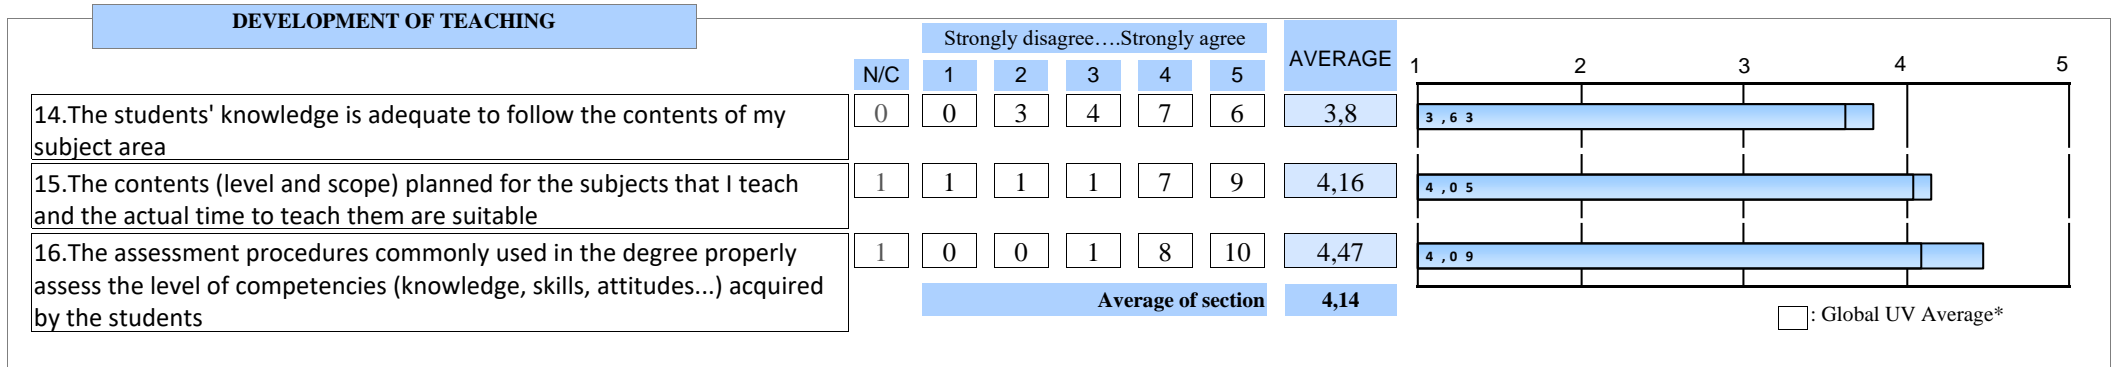 DEVELOPMENT OF TEACHING
Strongly disagree….Strongly agree
AVERAGE
N/C 1 2 3 4 5
1 2 3 4 5
14.The students' knowledge is adequate to follow the contents of my
subject area
0 0 3 4 7 6 3,8
3,63
15.The contents (level and scope) planned for the subjects that I teach
and the actual time to teach them are suitable
1 1 1 1 7 9 4,16
4,05
16.The assessment procedures commonly used in the degree properly
assess the level of competencies (knowledge, skills, attitudes...) acquired
by the students
1 0 0 1 8 10 4,47
4,09
Average of section 4,14
: Global UV Average*